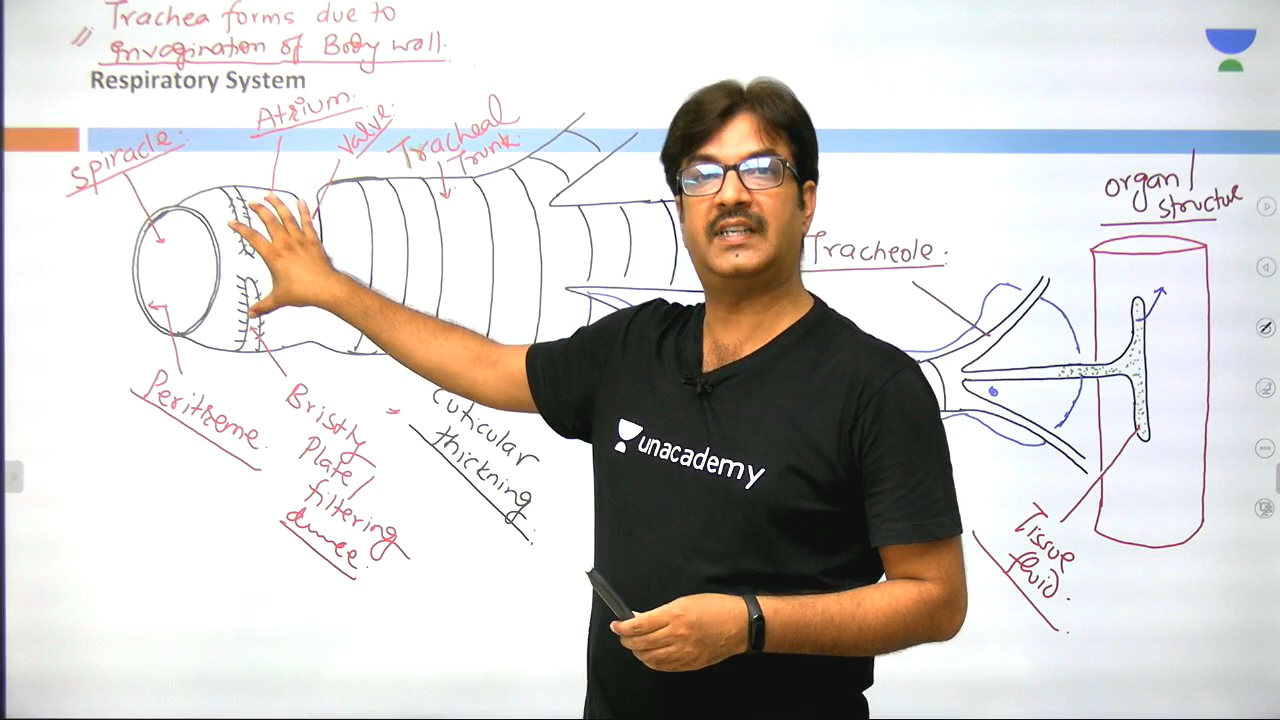 Trachea forms due to
Invagination of Body wall.
Respiratory System
Atrium.
Valve.
spiracle.
Tracheal
Trunk.
organ/
structure
Tracheole.
Peritreme.
Bristly
Plate/
filtering
cuticular
thickning.
Tissue
fluid.
unacademy